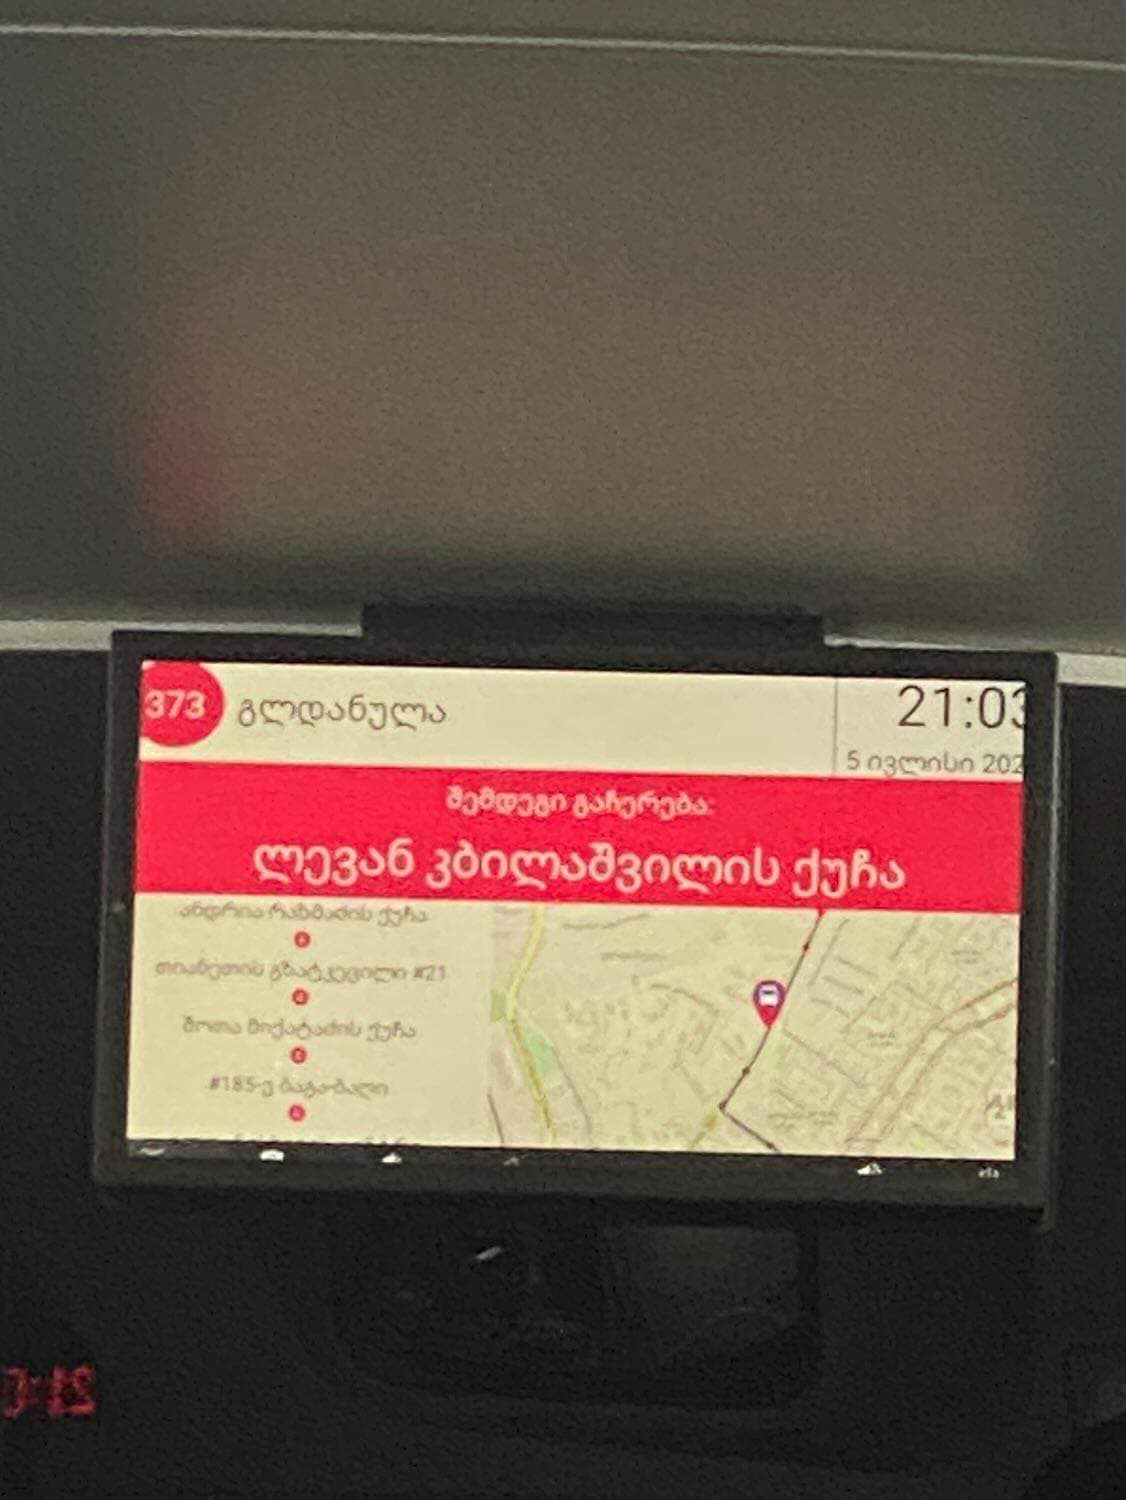 373 გლდანულა
21:03
5 ივლისი 202
შემდეგი გაჩერება:
ლევან კბილაშვილის ქუჩა
ანდრია რაზმაძის ქუჩა
თიანეთის გზატკეცილი #21
შოთა მიქატაძის ქუჩა
#185-ე ბაგა-ბაღი